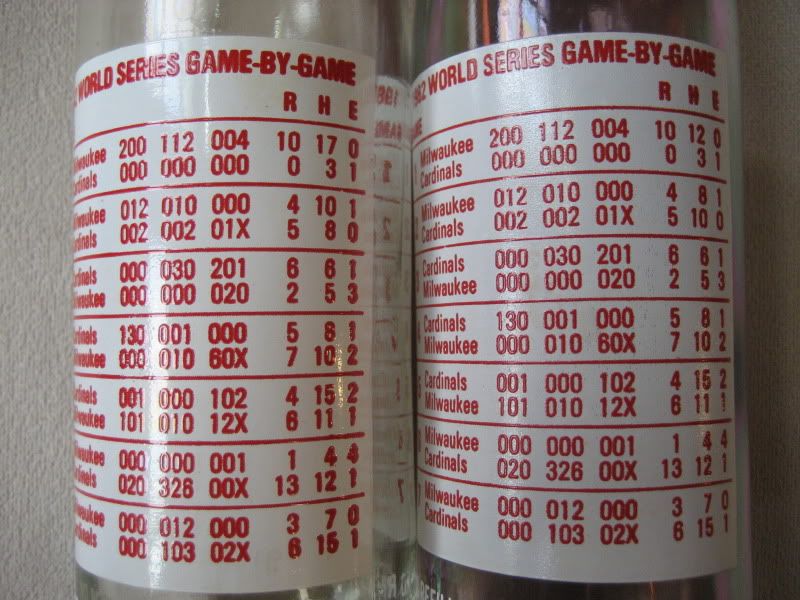 2 WORLD SERIES GAME-BY-GAME
R H E
Milwaukee 200 112 004 10 17 0
Cardinals 000 000 000 0 3 1
Milwaukee 012 010 000 4 10 1
Cardinals 002 002 01X 5 8 0
Cardinals 000 030 201 6 6 1
Milwaukee 000 000 020 2 5 3
Cardinals 130 001 000 5 8 1
Milwaukee 000 010 60X 7 10 2
Cardinals 001 000 102 4 15 2
Milwaukee 101 010 12X 6 11 1
Milwaukee 000 000 001 1 4 4
Cardinals 020 326 00X 13 12 1
Milwaukee 000 012 000 3 7 0
Cardinals 000 103 02X 6 15 1
982 WORLD SERIES GAME-BY-GAME
R H E
Milwaukee 200 112 004 10 12 0
Cardinals 000 000 000 0 3 1
Milwaukee 012 010 000 4 8 1
Cardinals 002 002 01X 5 10 0
Cardinals 000 030 201 6 6 1
Milwaukee 000 000 020 2 5 3
Cardinals 130 001 000 5 8 1
Milwaukee 000 010 60X 7 10 2
Cardinals 001 000 102 4 15 2
Milwaukee 101 010 12X 6 11 1
Milwaukee 000 000 001 1 4 4
Cardinals 020 326 00X 13 12 1
Milwaukee 000 012 000 3 7 0
Cardinals 000 103 02X 6 15 1